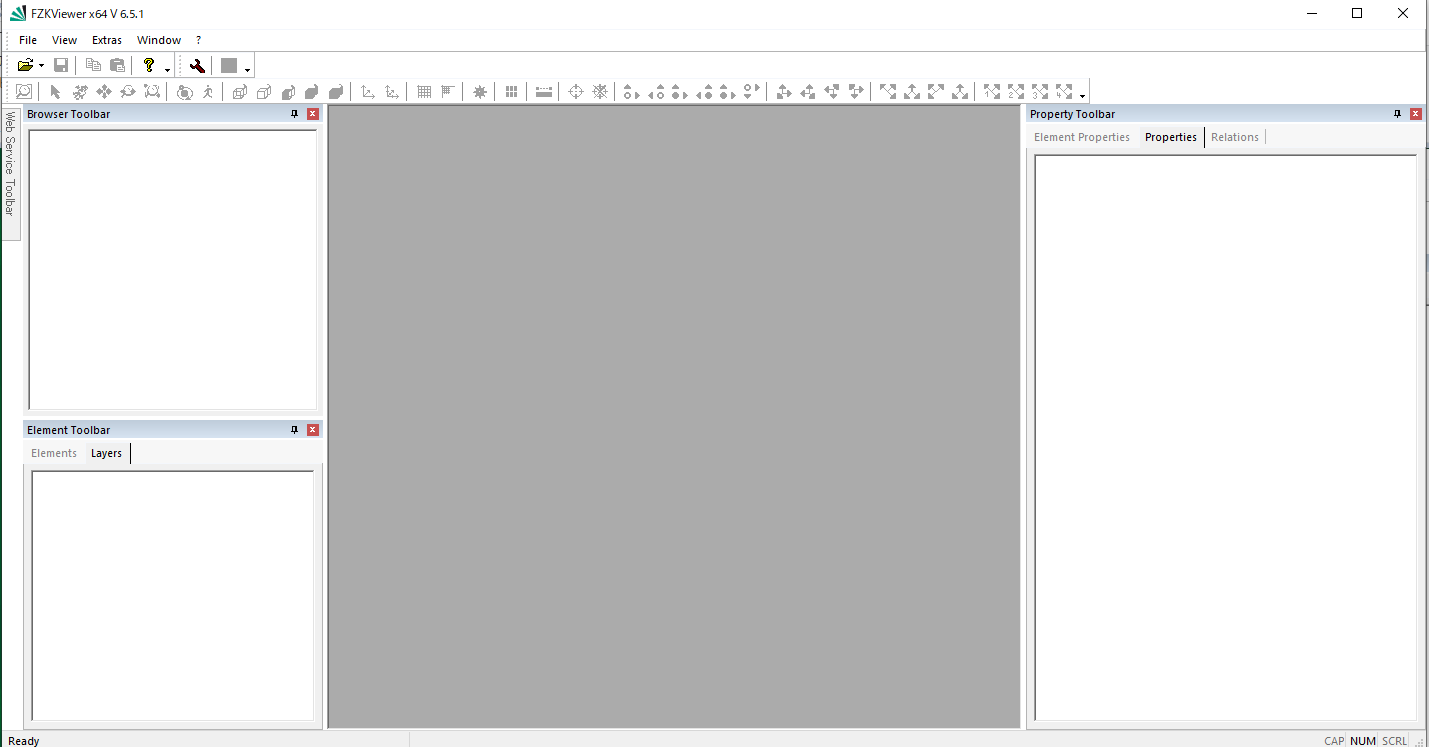 FZKViewer x64 V 6.5.1
File View Extras Window ?
Web Service Toolbar
Browser Toolbar
Element Toolbar
Elements Layers
Property Toolbar
Element Properties Properties Relations
Ready
CAP NUM SCRL